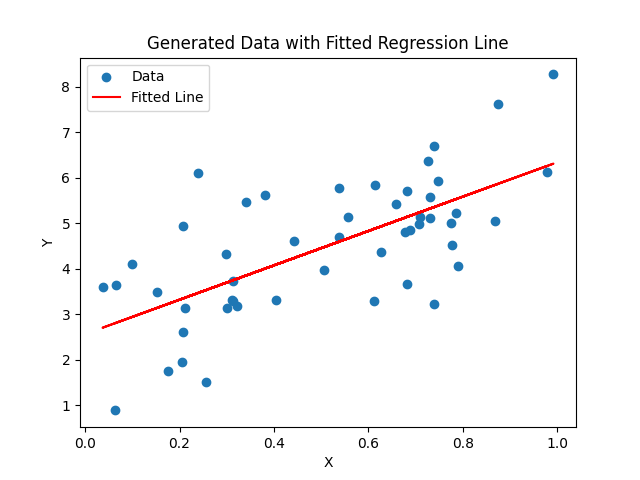 Generated Data with Fitted Regression Line
Data
Fitted Line
8
7
6
5
4
3
2
1
Y
0.0 0.2 0.4 0.6 0.8 1.0
X